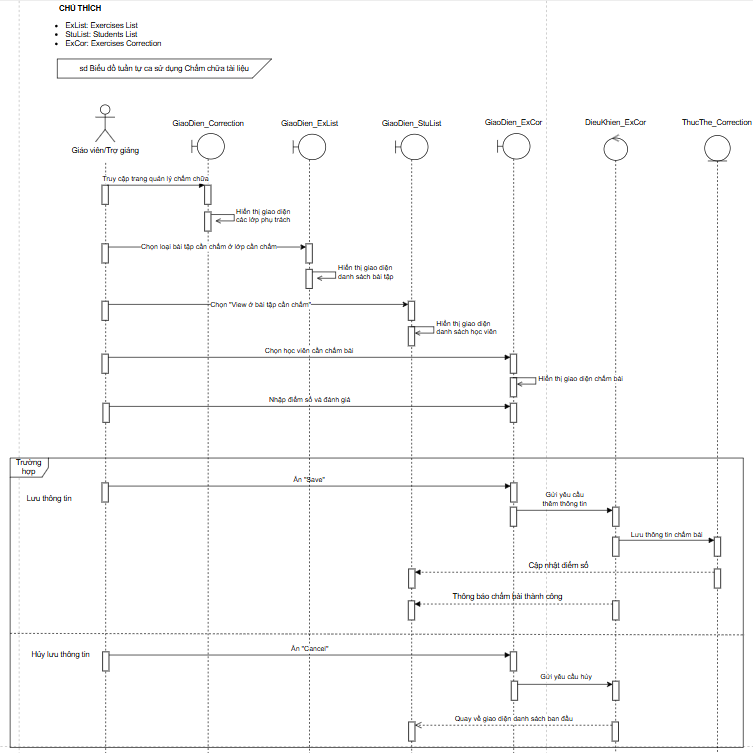 CHÚ THÍCH
ExList: Exercises List
StuList: Students List
ExCor: Exercises Correction
sd Biểu đồ tuần tự ca sử dụng Chấm chữa tài liệu
Giáo viên/Trợ giảng
GiaoDien_Correction
GiaoDien_ExList
GiaoDien_StuList
GiaoDien_ExCor
DieuKhien_ExCor
ThucThe_Correction
Truy cập trang quản lý chấm chữa
Hiển thị giao diện
các lớp phụ trách
Chọn loại bài tập cần chấm ở lớp cần chấm
Hiển thị giao diện
danh sách bài tập
Chọn "View ở bài tập cần chấm"
Hiển thị giao diện
danh sách học viên
Chọn học viên cần chấm bài
Hiển thị giao diện chấm bài
Nhập điểm số và đánh giá
Trường
hợp
Lưu thông tin
Ấn "Save"
Gửi yêu cầu
thêm thông tin
Lưu thông tin chấm bài
Cập nhật điểm số
Thông báo chấm bài thành công
Hủy lưu thông tin
Ấn "Cancel"
Gửi yêu cầu hủy
Quay về giao diện danh sách ban đầu